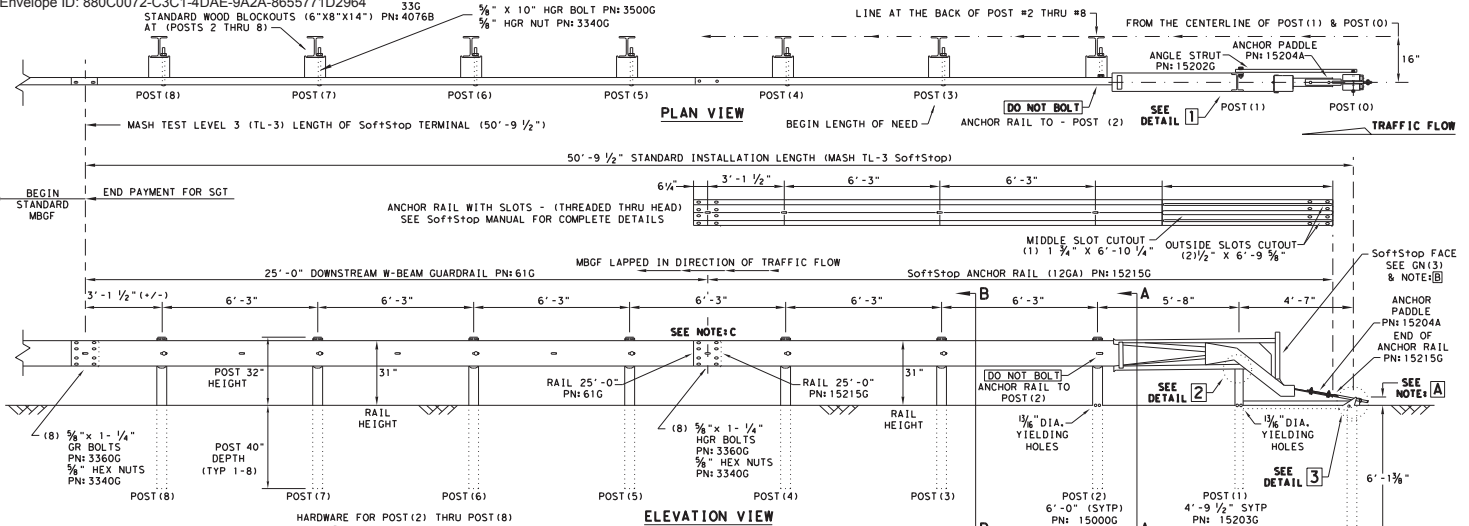 Envelope ID: 880C0072-C3C1-4DAE-9A2A-8655771D2964
33G
STANDARD WOOD BLOCKOUTS (6"X8"X14") PN:4076B
AT (POSTS 2 THRU 8)
5/8" X 10" HGR BOLT PN:3500G
5/8" HGR NUT PN:3340G
LINE AT THE BACK OF POST #2 THRU #8
FROM THE CENTERLINE OF POST(1) & POST(0)
ANCHOR PADDLE
PN:15204A
ANGLE STRUT
PN:15202G
16"
POST(8)
POST(7)
POST(6)
POST(5)
POST(4)
POST(3)
DO NOT BOLT
ANCHOR RAIL TO - POST (2)
SEE
DETAIL 1
POST(1)
POST(0)
PLAN VIEW
BEGIN LENGTH OF NEED
MASH TEST LEVEL 3 (TL-3) LENGTH OF SoftStop TERMINAL (50'-9 1/2")
TRAFFIC FLOW
50'-9 1/2" STANDARD INSTALLATION LENGTH (MASH TL-3 SoftStop)
BEGIN
STANDARD
MBGF
END PAYMENT FOR SGT
6 1/4"
3'-1 1/2"
6'-3"
6'-3"
ANCHOR RAIL WITH SLOTS - (THREADED THRU HEAD)
SEE SoftStop MANUAL FOR COMPLETE DETAILS
MIDDLE SLOT CUTOUT
(1) 1 3/4" X 6'-10 1/4"
OUTSIDE SLOTS CUTOUT
(2) 1/2" X 6'-9 5/8"
MBGF LAPPED IN DIRECTION OF TRAFFIC FLOW
25'-0" DOWNSTREAM W-BEAM GUARDRAIL PN:61G
SoftStop ANCHOR RAIL (12GA) PN:15215G
SoftStop FACE
SEE GN(3)
& NOTE:B
3'-1 1/2"(+/-)
6'-3"
6'-3"
6'-3"
6'-3"
6'-3"
B
6'-3"
A
5'-8"
4'-7"
ANCHOR
PADDLE
PN:15204A
END OF
ANCHOR RAIL
PN:15215G
SEE NOTE:C
POST 32"
HEIGHT
31"
RAIL
HEIGHT
RAIL 25'-0"
PN:61G
RAIL 25'-0"
PN:15215G
31"
RAIL
HEIGHT
DO NOT BOLT
ANCHOR RAIL TO
POST(2)
SEE
DETAIL 2
SEE
NOTE: A
(8) 5/8"x 1-1/4"
GR BOLTS
PN:3360G
5/8" HEX NUTS
PN:3340G
POST 40"
DEPTH
(TYP 1-8)
(8) 5/8"x 1-1/4"
HGR BOLTS
PN:3360G
5/8" HEX NUTS
PN:3340G
13/16" DIA.
YIELDING
HOLES
13/16" DIA.
YIELDING
HOLES
SEE
DETAIL 3
6'-1 3/8"
POST(8)
POST(7)
POST(6)
POST(5)
POST(4)
POST(3)
POST(2)
6'-0" (SYTP)
PN: 15000G
POST(1)
4'-9 1/2" SYTP
PN: 15203G
HARDWARE FOR POST(2) THRU POST(8)
ELEVATION VIEW